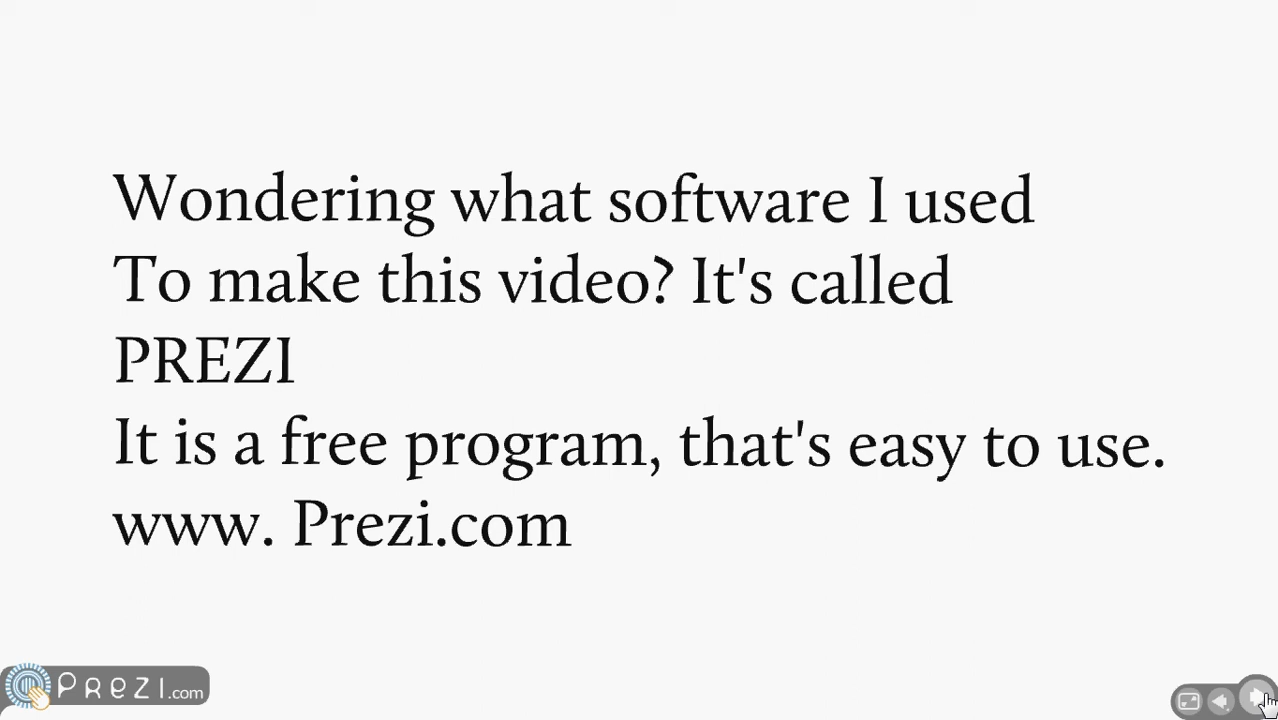 Wondering what software I used
To make this video? It's called
PREZI
It is a free program, that's easy to use.
www. Prezi.com
PREZI.com